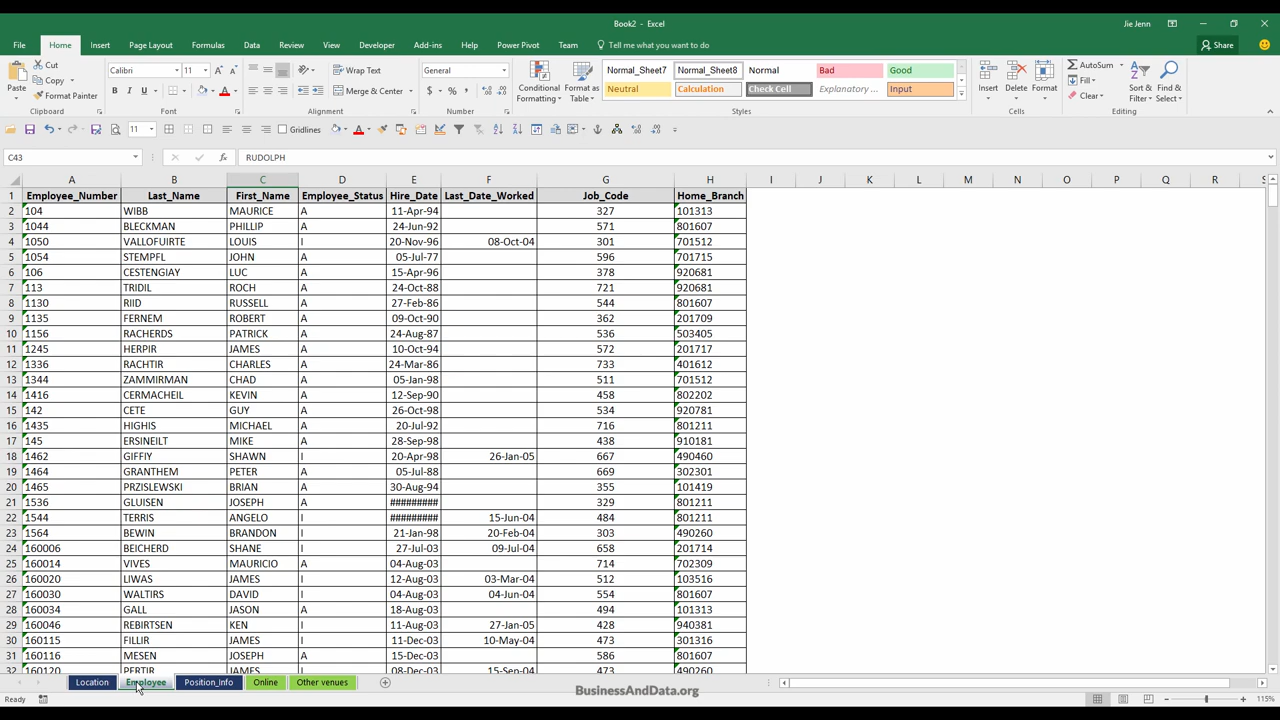 Book2 - Excel
Jie Jenn
File Home Insert Page Layout Formulas Data Review View Developer Add-ins Help Power Pivot Team Tell me what you want to do Share
Paste
Cut
Copy
Format Painter
Clipboard
Calibri 11
B I U
Font
Wrap Text
Merge & Center
Alignment
General
$ % ,
Number
Conditional Formatting
Format as Table
Normal_Sheet7 Normal_Sheet8 Normal Bad Good
Neutral Calculation Check Cell Explanatory ... Input
Styles
Insert Delete Format
Cells
AutoSum
Fill
Clear
Sort & Filter
Find & Select
Editing
11 Gridlines
C43 fx RUDOLPH
A B C D E F G H I J K L M N O P Q R S
1 Employee_Number Last_Name First_Name Employee_Status Hire_Date Last_Date_Worked Job_Code Home_Branch
2 104 WIBB MAURICE A 11-Apr-94 327 101313
3 1044 BLECKMAN PHILLIP A 24-Jun-92 571 801607
4 1050 VALLOFUIRTE LOUIS I 20-Nov-96 08-Oct-04 301 701512
5 1054 STEMPFL JOHN A 05-Jul-77 596 701715
6 106 CESTENGIAY LUC A 15-Apr-96 378 920681
7 113 TRIDIL ROCH A 24-Oct-88 721 920681
8 1130 RIID RUSSELL A 27-Feb-86 544 801607
9 1135 FERNEM ROBERT A 09-Oct-90 362 201709
10 1156 RACHERDS PATRICK A 24-Aug-87 536 503405
11 1245 HERPIR JAMES A 10-Oct-94 572 201717
12 1336 RACHTIR CHARLES A 24-Mar-86 733 401612
13 1344 ZAMMIRMAN CHAD A 05-Jan-98 511 701512
14 1416 CERMACHEIL KEVIN A 12-Sep-90 458 802202
15 142 CETE GUY A 26-Oct-98 534 920781
16 1435 HIGHIS MICHAEL A 20-Jul-92 716 801211
17 145 ERSINEILT MIKE A 28-Sep-98 438 910181
18 1462 GIFFIY SHAWN I 20-Apr-98 26-Jan-05 667 490460
19 1464 GRANTHEM PETER A 05-Jul-88 669 302301
20 1465 PRZISLEWSKI BRIAN A 30-Aug-94 355 101419
21 1536 GLUISEN JOSEPH A ######### 329 801211
22 1544 TERRIS ANGELO I ######### 15-Jun-04 484 801211
23 1564 BEWIN BRANDON I 21-Jan-98 20-Feb-04 303 490260
24 160006 BEICHERD SHANE I 27-Jul-03 09-Jul-04 658 201714
25 160014 VIVES MAURICIO A 04-Aug-03 714 702309
26 160020 LIWAS JAMES I 12-Aug-03 03-Mar-04 512 103516
27 160030 WALTIRS DAVID I 04-Aug-03 04-Jun-04 554 801607
28 160034 GALL JASON A 18-Aug-03 494 101313
29 160046 REBIRTSEN KEN I 11-Aug-03 27-Jan-05 428 940381
30 160115 FILLIR JAMES I 11-Dec-03 10-May-04 473 301316
31 160116 MESEN JOSEPH A 15-Dec-03 586 801607
32 160120 PERTIR JAMES I 08-Dec-03 15-Sep-04 473 490260
Location Employee Position_Info Online Other venues
BusinessAndData.org
Ready 115%